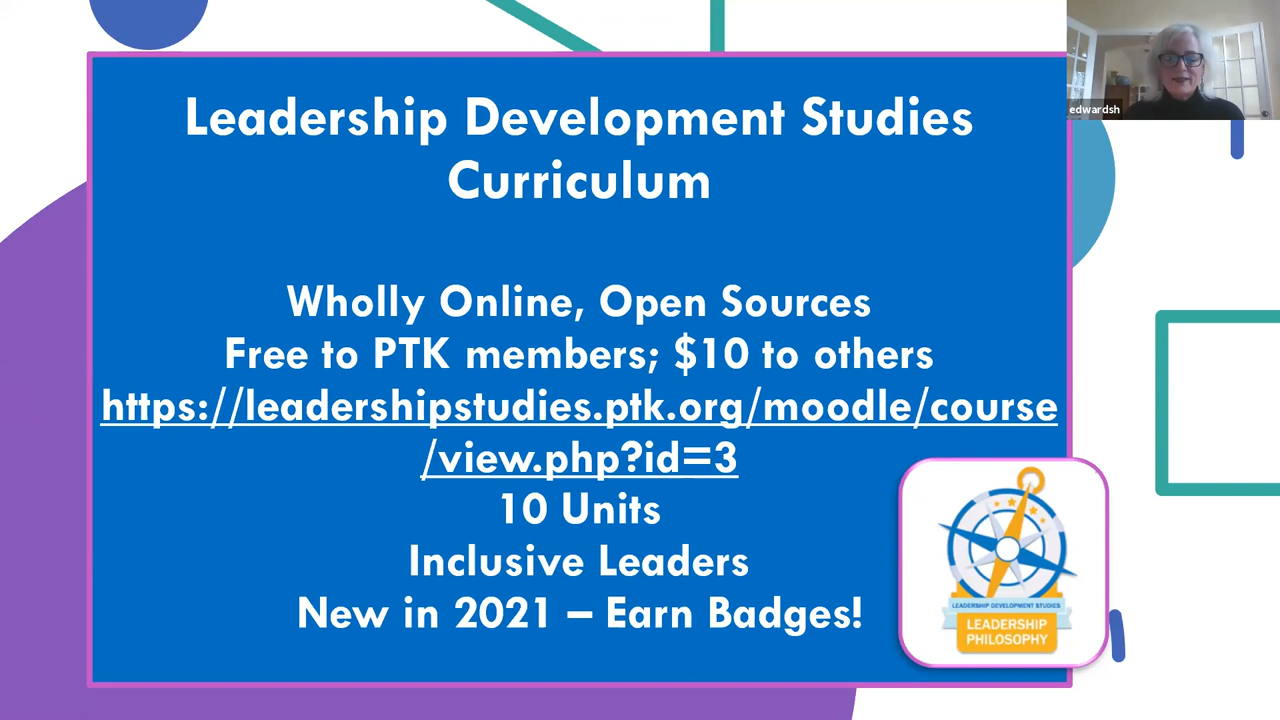 Leadership Development Studies
Curriculum
Wholly Online, Open Sources
Free to PTK members; $10 to others
https://leadershipstudies.ptk.org/moodle/course
/view.php?id=3
10 Units
Inclusive Leaders
New in 2021 – Earn Badges!
edwardsh
LEADERSHIP DEVELOPMENT STUDIES
LEADERSHIP
PHILOSOPHY